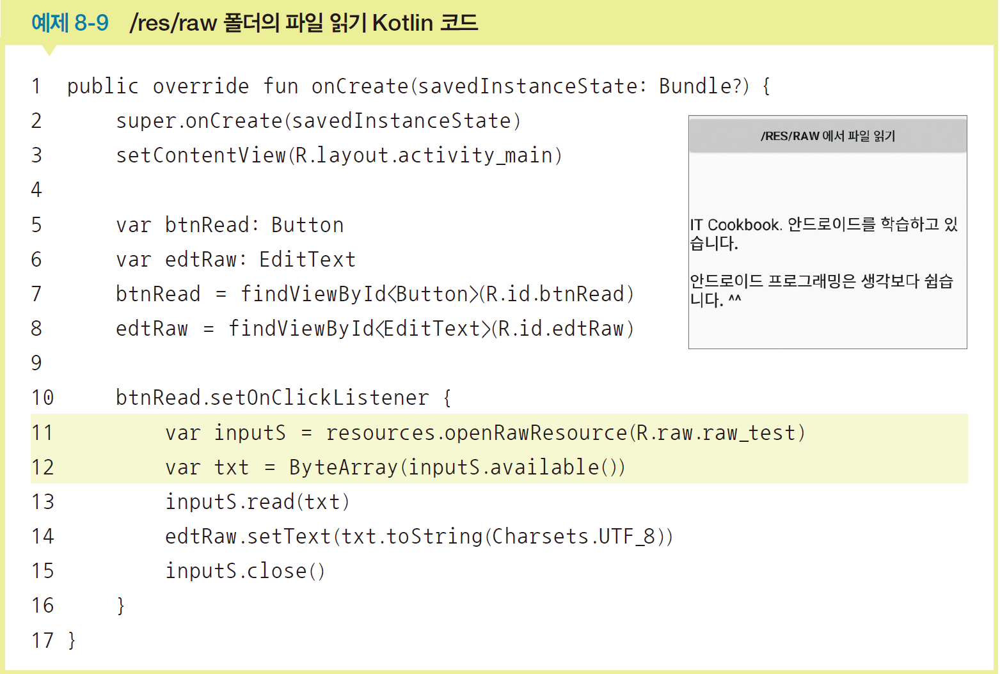 예제 8-9 /res/raw 폴더의 파일 읽기 Kotlin 코드
1 public override fun onCreate(savedInstanceState: Bundle?) {
2 super.onCreate(savedInstanceState)
3 setContentView(R.layout.activity_main)
4
5 var btnRead: Button
6 var edtRaw: EditText
7 btnRead = findViewById<Button>(R.id.btnRead)
8 edtRaw = findViewById<EditText>(R.id.edtRaw)
9
10 btnRead.setOnClickListener {
11 var inputS = resources.openRawResource(R.raw.raw_test)
12 var txt = ByteArray(inputS.available())
13 inputS.read(txt)
14 edtRaw.setText(txt.toString(Charsets.UTF_8))
15 inputS.close()
16 }
17 }
/RES/RAW 에서 파일 읽기
IT Cookbook. 안드로이드를 학습하고 있
습니다.
안드로이드 프로그래밍은 생각보다 쉽습
니다. ^^